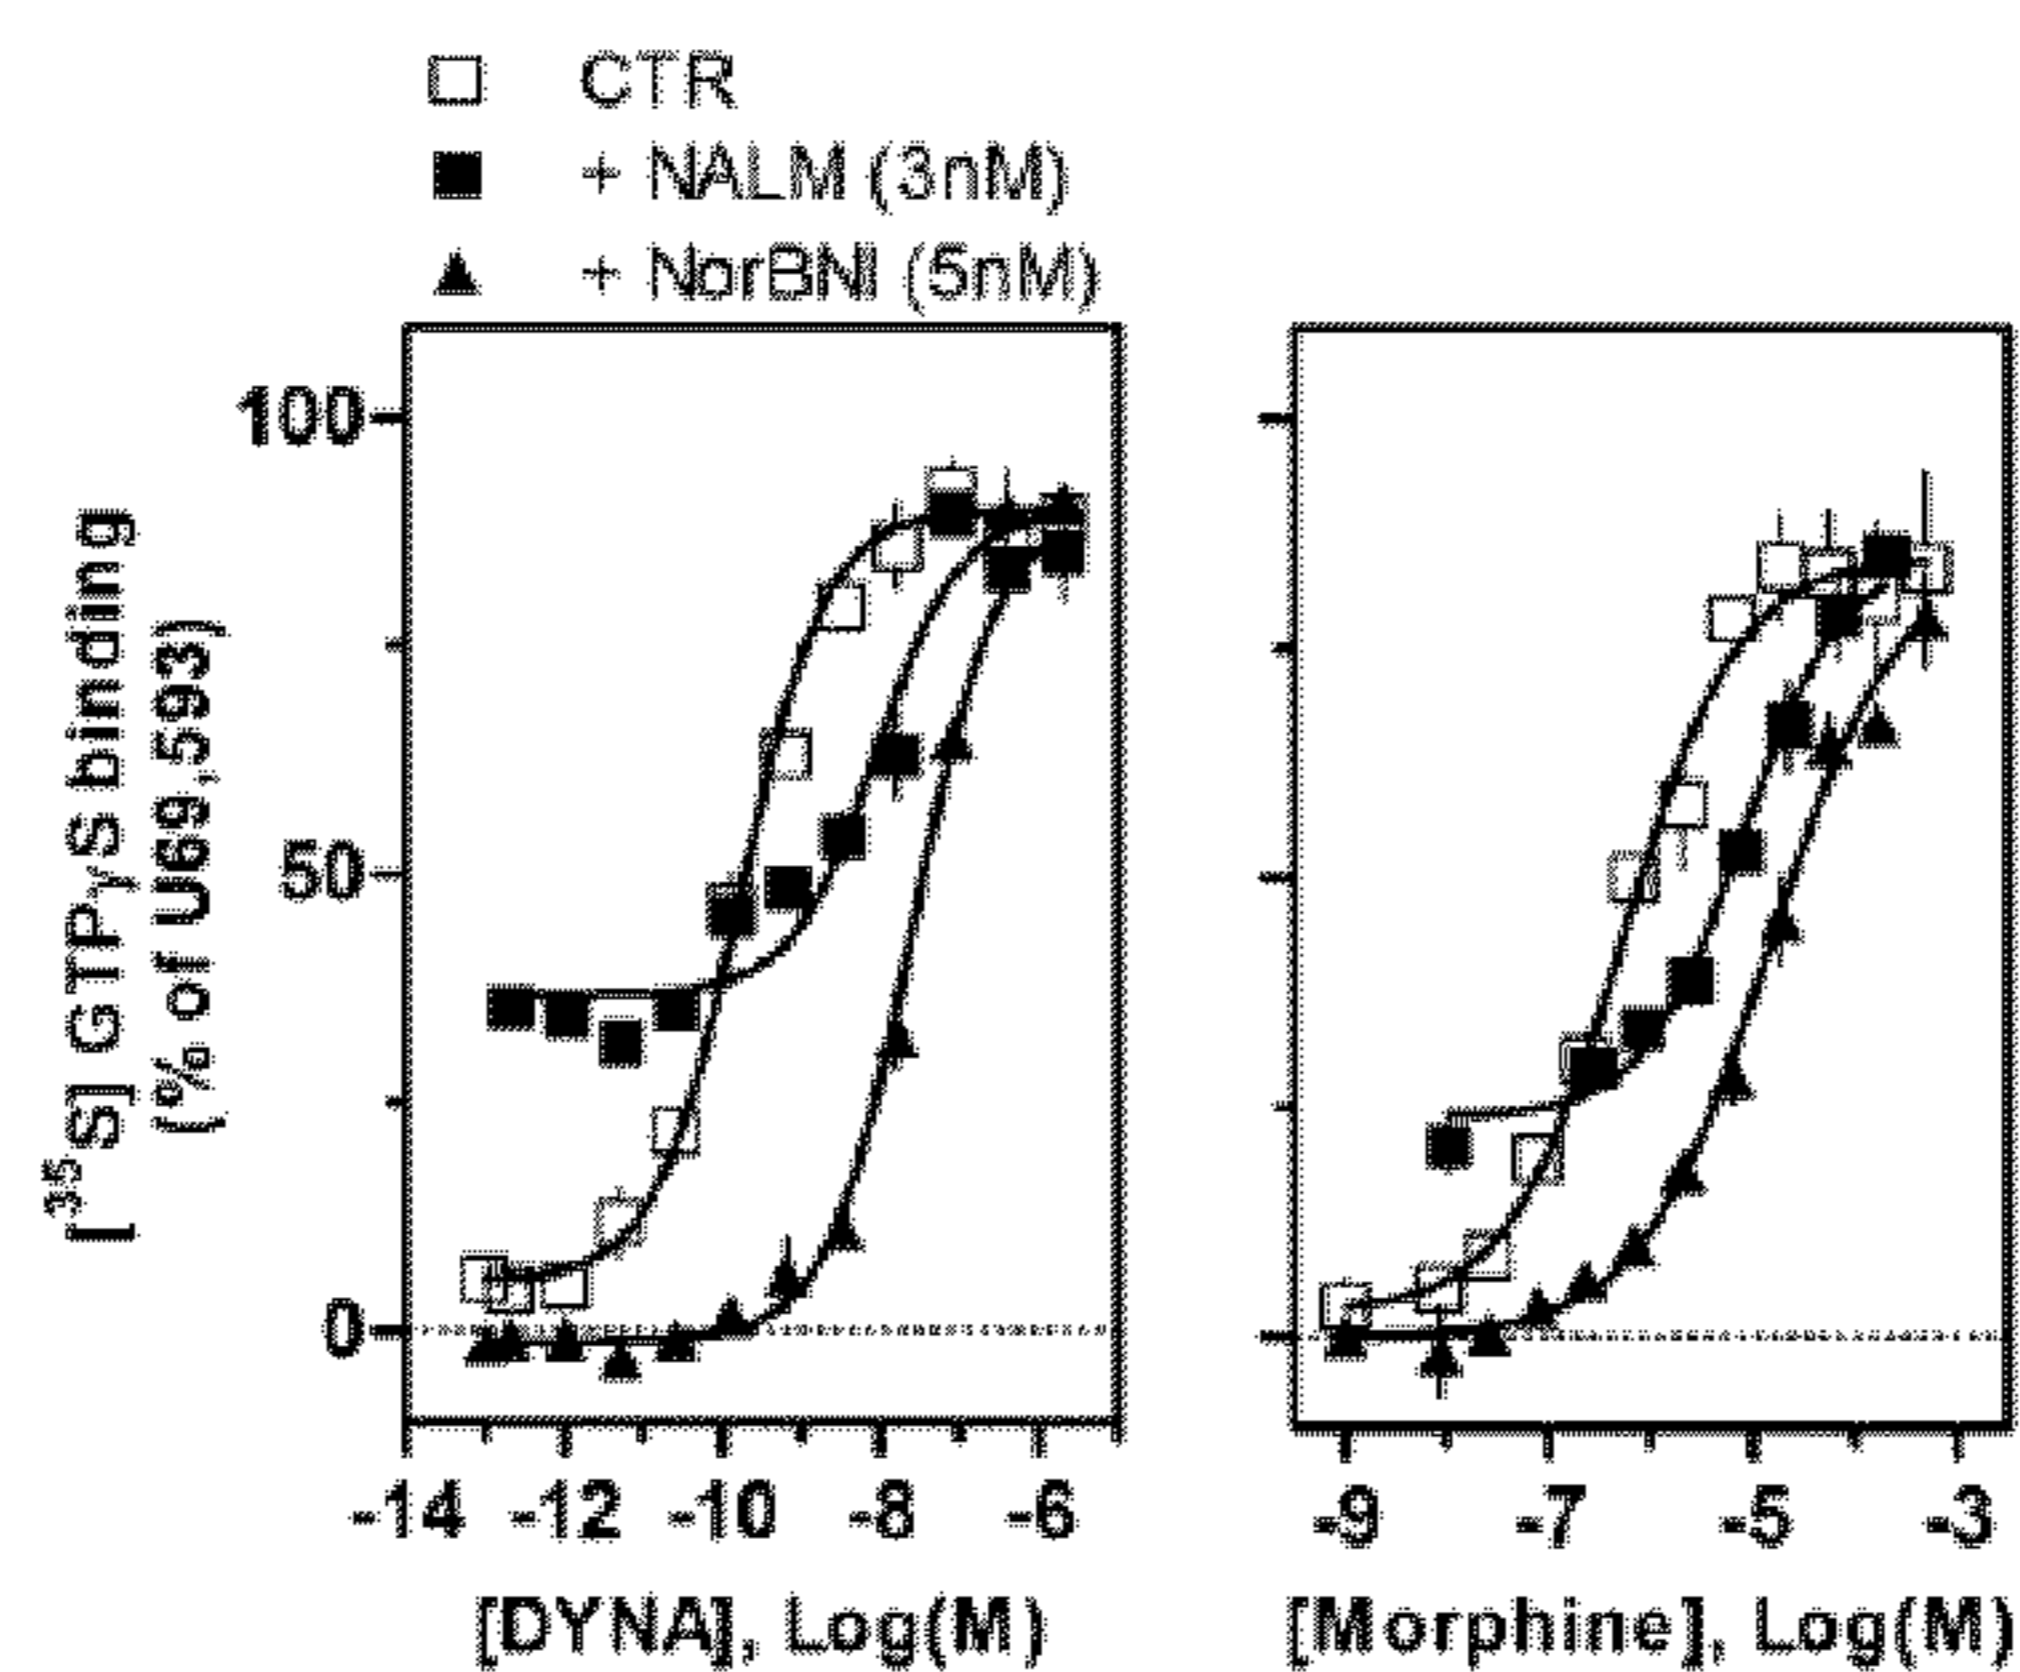 CTR
+ NALM (3nM)
+ NorBNI (5nM)
[³⁵S] GTPγS binding
(% of U69,593)
100
50
0
-14 -12 -10 -8 -6
-9 -7 -5 -3
[DYNA], Log(M)
[Morphine], Log(M)